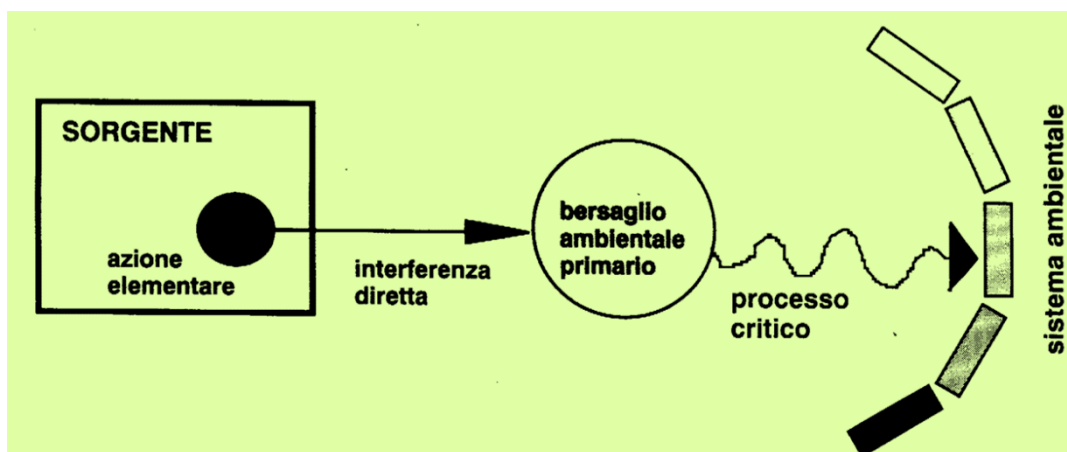 SORGENTE
azione
elementare
interferenza
diretta
bersaglio
ambientale
primario
processo
critico
sistema ambientale